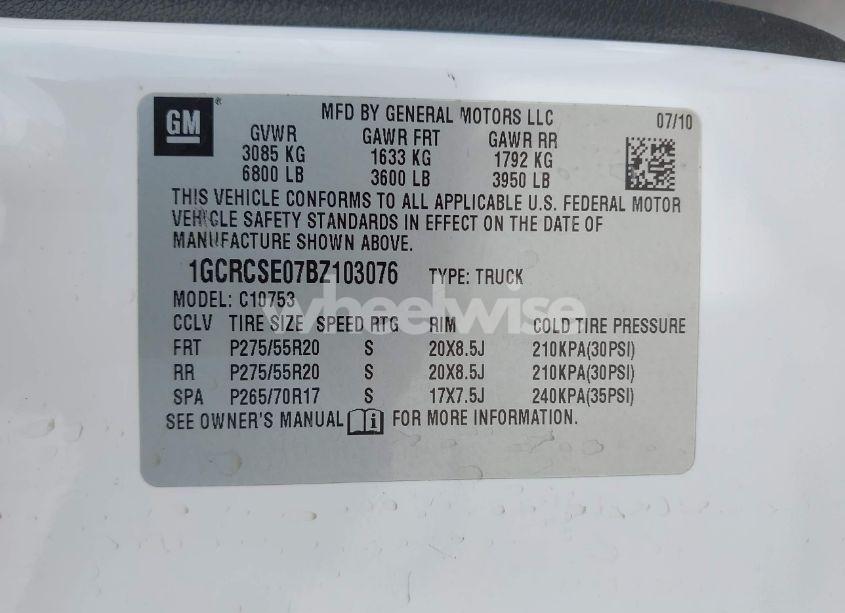 GM
MFD BY GENERAL MOTORS LLC 07/10
GVWR GAWR FRT GAWR RR
3085 KG 1633 KG 1792 KG
6800 LB 3600 LB 3950 LB
THIS VEHICLE CONFORMS TO ALL APPLICABLE U.S. FEDERAL MOTOR
VEHICLE SAFETY STANDARDS IN EFFECT ON THE DATE OF
MANUFACTURE SHOWN ABOVE.
1GCRCSE07BZ103076 TYPE: TRUCK
wheelwise
MODEL: C10753
CCLV TIRE SIZE SPEED RTG RIM COLD TIRE PRESSURE
FRT P275/55R20 S 20X8.5J 210KPA(30PSI)
RR P275/55R20 S 20X8.5J 210KPA(30PSI)
SPA P265/70R17 S 17X7.5J 240KPA(35PSI)
SEE OWNER'S MANUAL i FOR MORE INFORMATION.